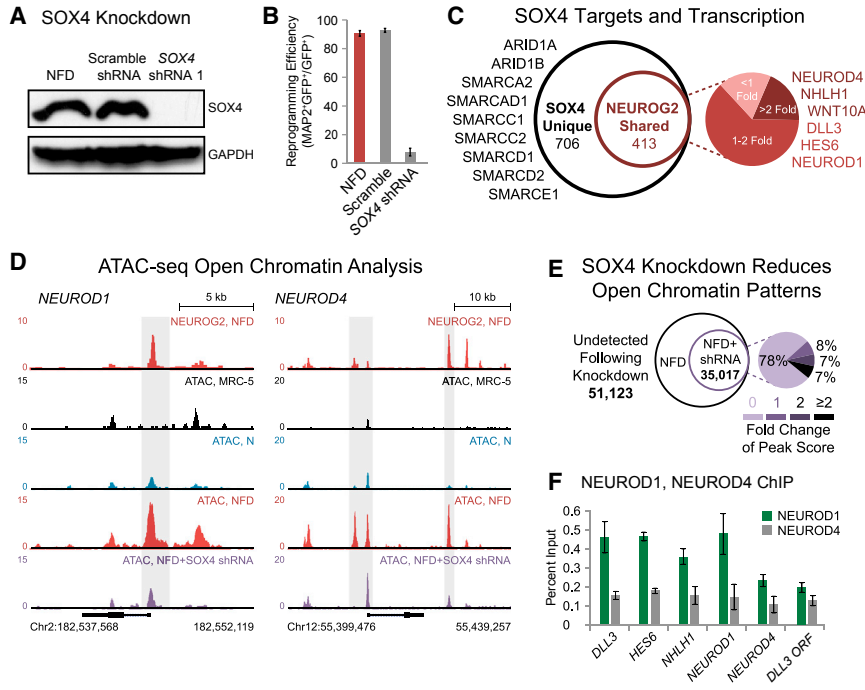 A SOX4 Knockdown
NFD
Scramble
shRNA
SOX4
shRNA 1
SOX4
GAPDH
B
Reprogramming Efficiency
(MAP2⁺GFP⁺/GFP⁺)
100
80
60
40
20
0
NFD
Scramble
SOX4 shRNA
C SOX4 Targets and Transcription
ARID1A
ARID1B
SMARCA2
SMARCAD1
SMARCC1
SMARCC2
SMARCD1
SMARCD2
SMARCE1
SOX4
Unique
706
NEUROG2
Shared
413
<1
Fold
>2 Fold
1-2 Fold
NEUROD4
NHLH1
WNT10A
DLL3
HES6
NEUROD1
D ATAC-seq Open Chromatin Analysis
NEUROD1
5 kb
10
NEUROG2, NFD
0
15
ATAC, MRC-5
0
15
ATAC, N
0
15
ATAC, NFD
0
15
ATAC, NFD+SOX4 shRNA
0
Chr2:182,537,568
182,552,119
NEUROD4
10 kb
10
NEUROG2, NFD
0
20
ATAC, MRC-5
0
20
ATAC, N
0
20
ATAC, NFD
0
20
ATAC, NFD+SOX4 shRNA
0
Chr12:55,399,476
55,439,257
E SOX4 Knockdown Reduces
Open Chromatin Patterns
Undetected
Following
Knockdown
51,123
NFD
NFD+
shRNA
35,017
78%
8%
7%
7%
0 1 2 ≥2
Fold Change
of Peak Score
F NEUROD1, NEUROD4 ChIP
Percent Input
0.6
0.5
0.4
0.3
0,2
0,1
0
NEUROD1
NEUROD4
DLL3
HES6
NHLH1
NEUROD1
NEUROD4
DLL3 ORF